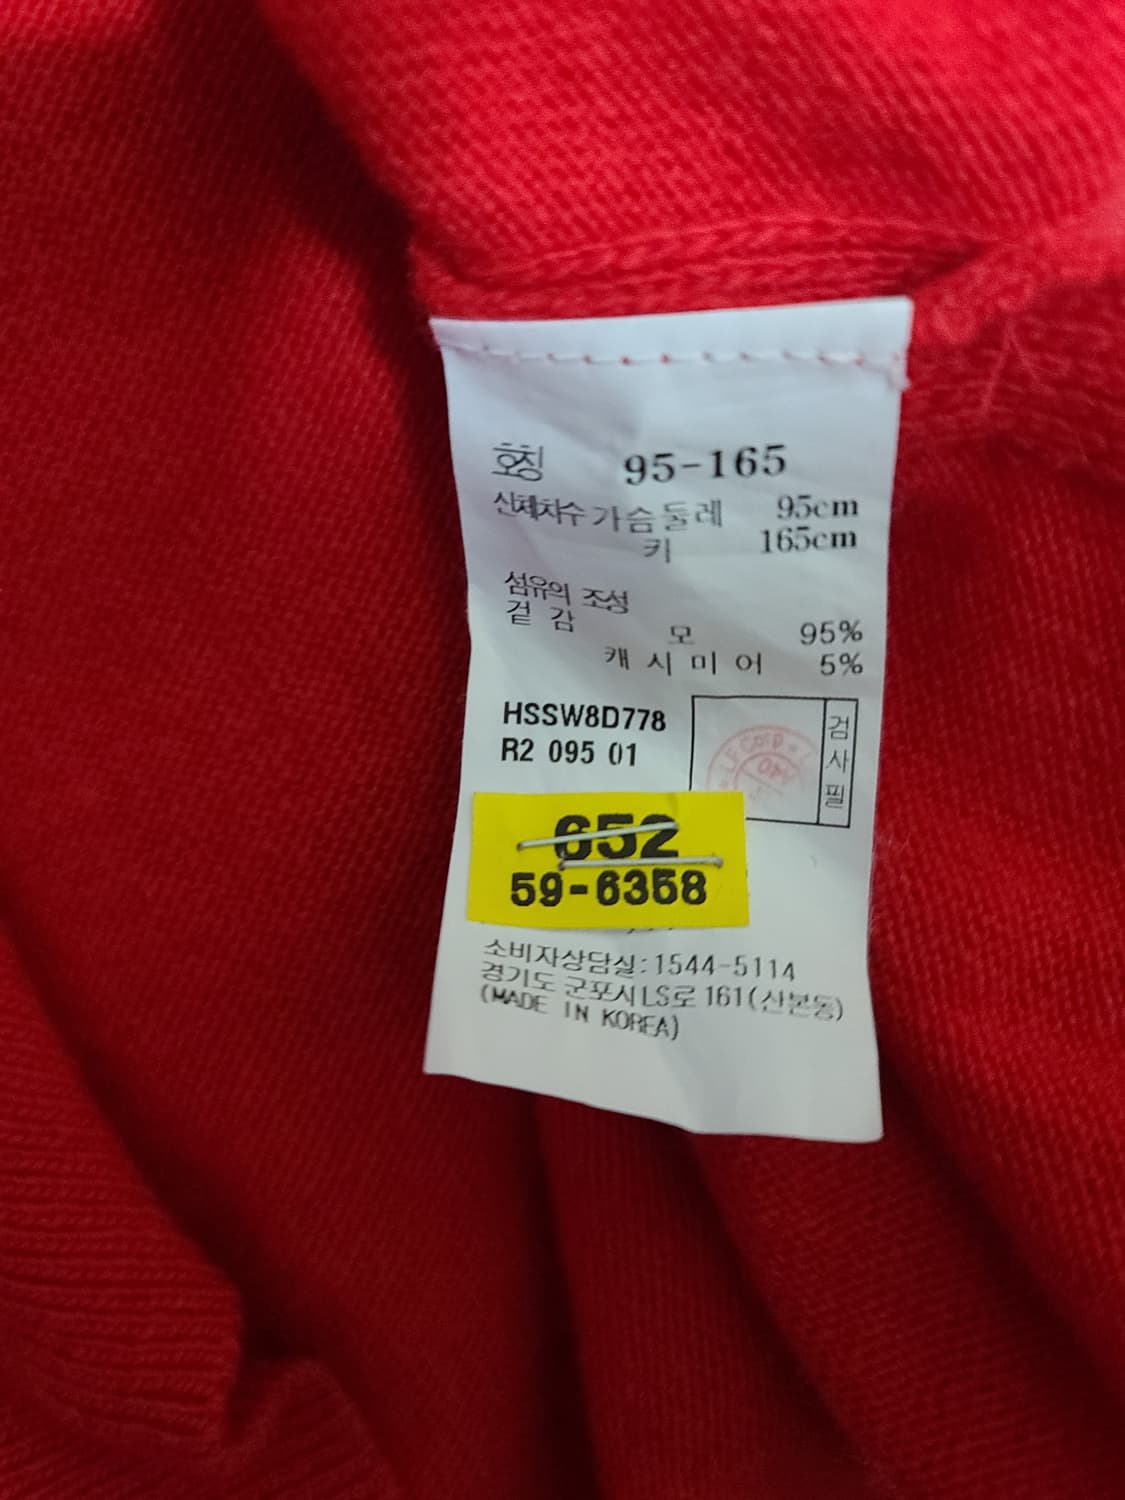 호칭 95-165
신체치수 가슴둘레 95cm
키 165cm
섬유의 조성
겉감 모 95%
캐시미어 5%
HSSW8D778
R2 095 01
검사필
LF Corp
652
59-6358
소비자상담실:1544-5114
경기도 군포시 LS로 161(산본동)
(MADE IN KOREA)